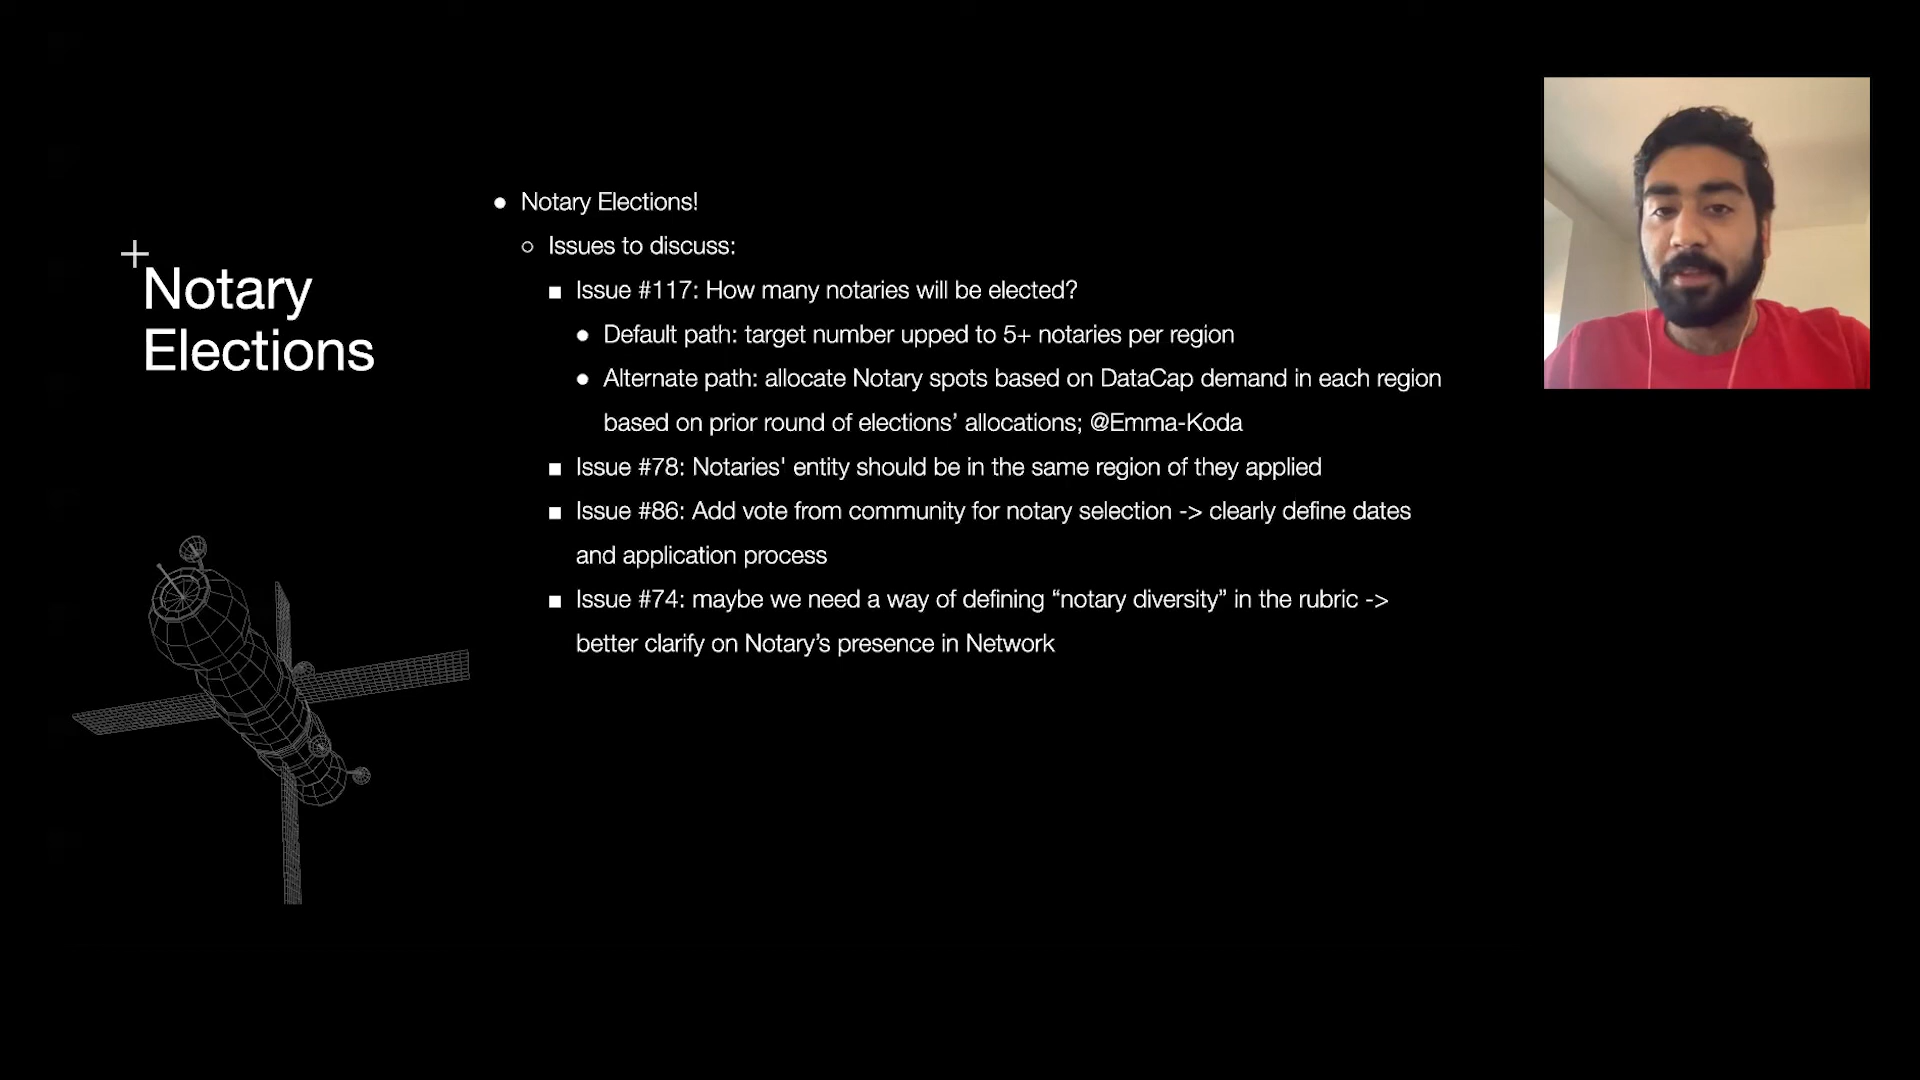 Notary
Elections
Notary Elections!
Issues to discuss:
Issue #117: How many notaries will be elected?
Default path: target number upped to 5+ notaries per region
Alternate path: allocate Notary spots based on DataCap demand in each region
based on prior round of elections’ allocations; @Emma-Koda
Issue #78: Notaries' entity should be in the same region of they applied
Issue #86: Add vote from community for notary selection -> clearly define dates
and application process
Issue #74: maybe we need a way of defining “notary diversity” in the rubric ->
better clarify on Notary’s presence in Network